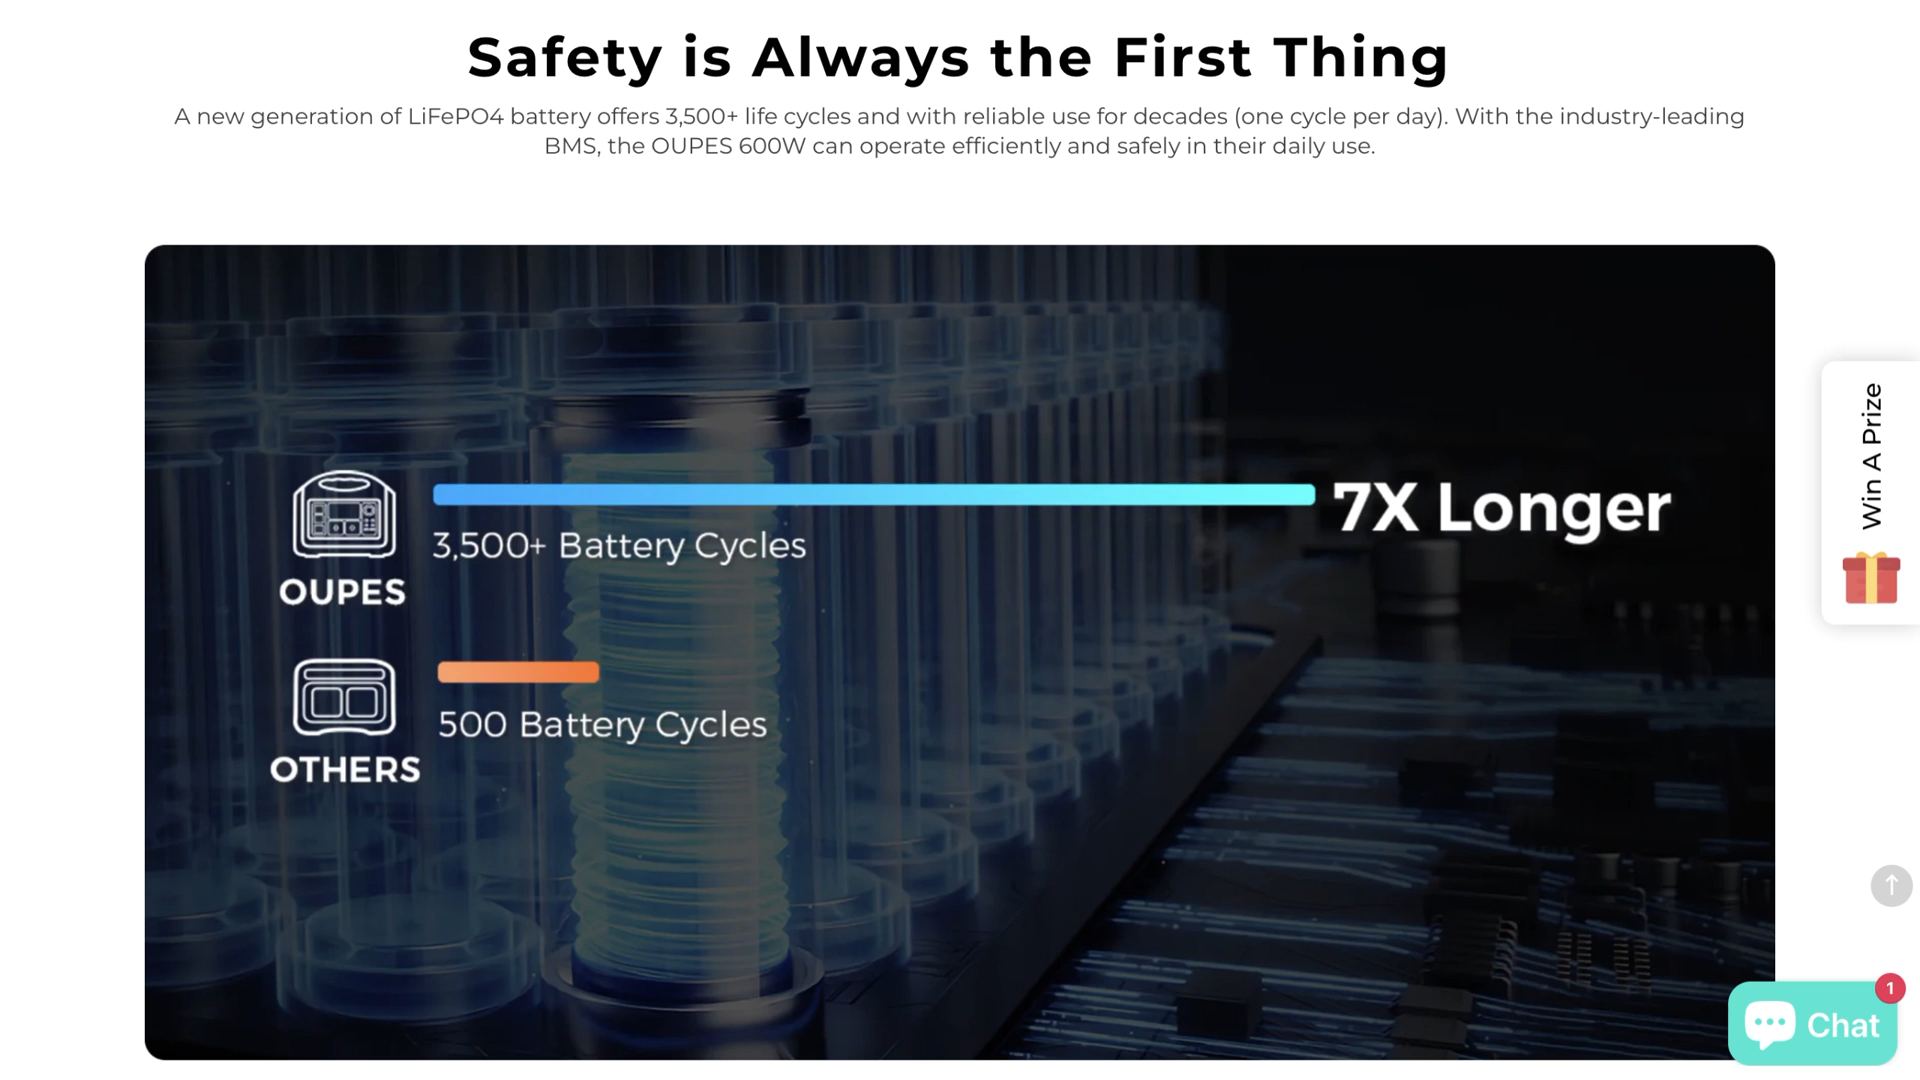 Safety is Always the First Thing
A new generation of LiFePO4 battery offers 3,500+ life cycles and with reliable use for decades (one cycle per day). With the industry-leading
BMS, the OUPES 600W can operate efficiently and safely in their daily use.
7X Longer
3,500+ Battery Cycles
OUPES
500 Battery Cycles
OTHERS
Win A Prize
1
Chat